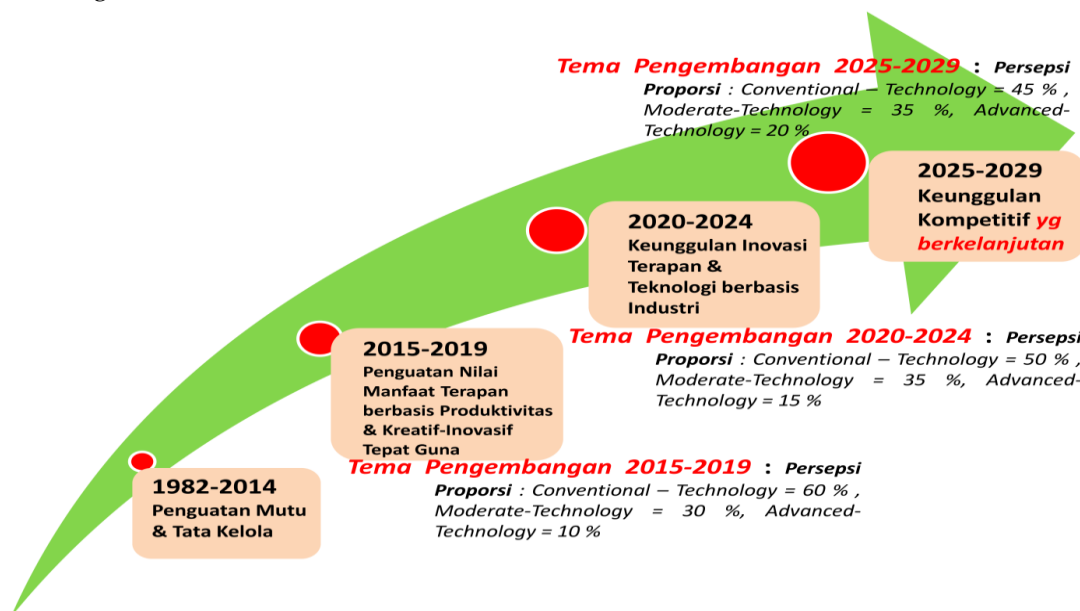 Tema Pengembangan 2025-2029 : Persepsi
Proporsi : Conventional – Technology = 45 % ,
Moderate-Technology = 35 %, Advanced-
Technology = 20 %
2025-2029
Keunggulan
Kompetitif yg
berkelanjutan
2020-2024
Keunggulan Inovasi
Terapan &
Teknologi berbasis
Industri
Tema Pengembangan 2020-2024 : Persepsi
Proporsi : Conventional – Technology = 50 % ,
Moderate-Technology = 35 %, Advanced-
Technology = 15 %
2015-2019
Penguatan Nilai
Manfaat Terapan
berbasis Produktivitas
& Kreatif-Inovasif
Tepat Guna
Tema Pengembangan 2015-2019 : Persepsi
Proporsi : Conventional – Technology = 60 % ,
Moderate-Technology = 30 %, Advanced-
Technology = 10 %
1982-2014
Penguatan Mutu
& Tata Kelola